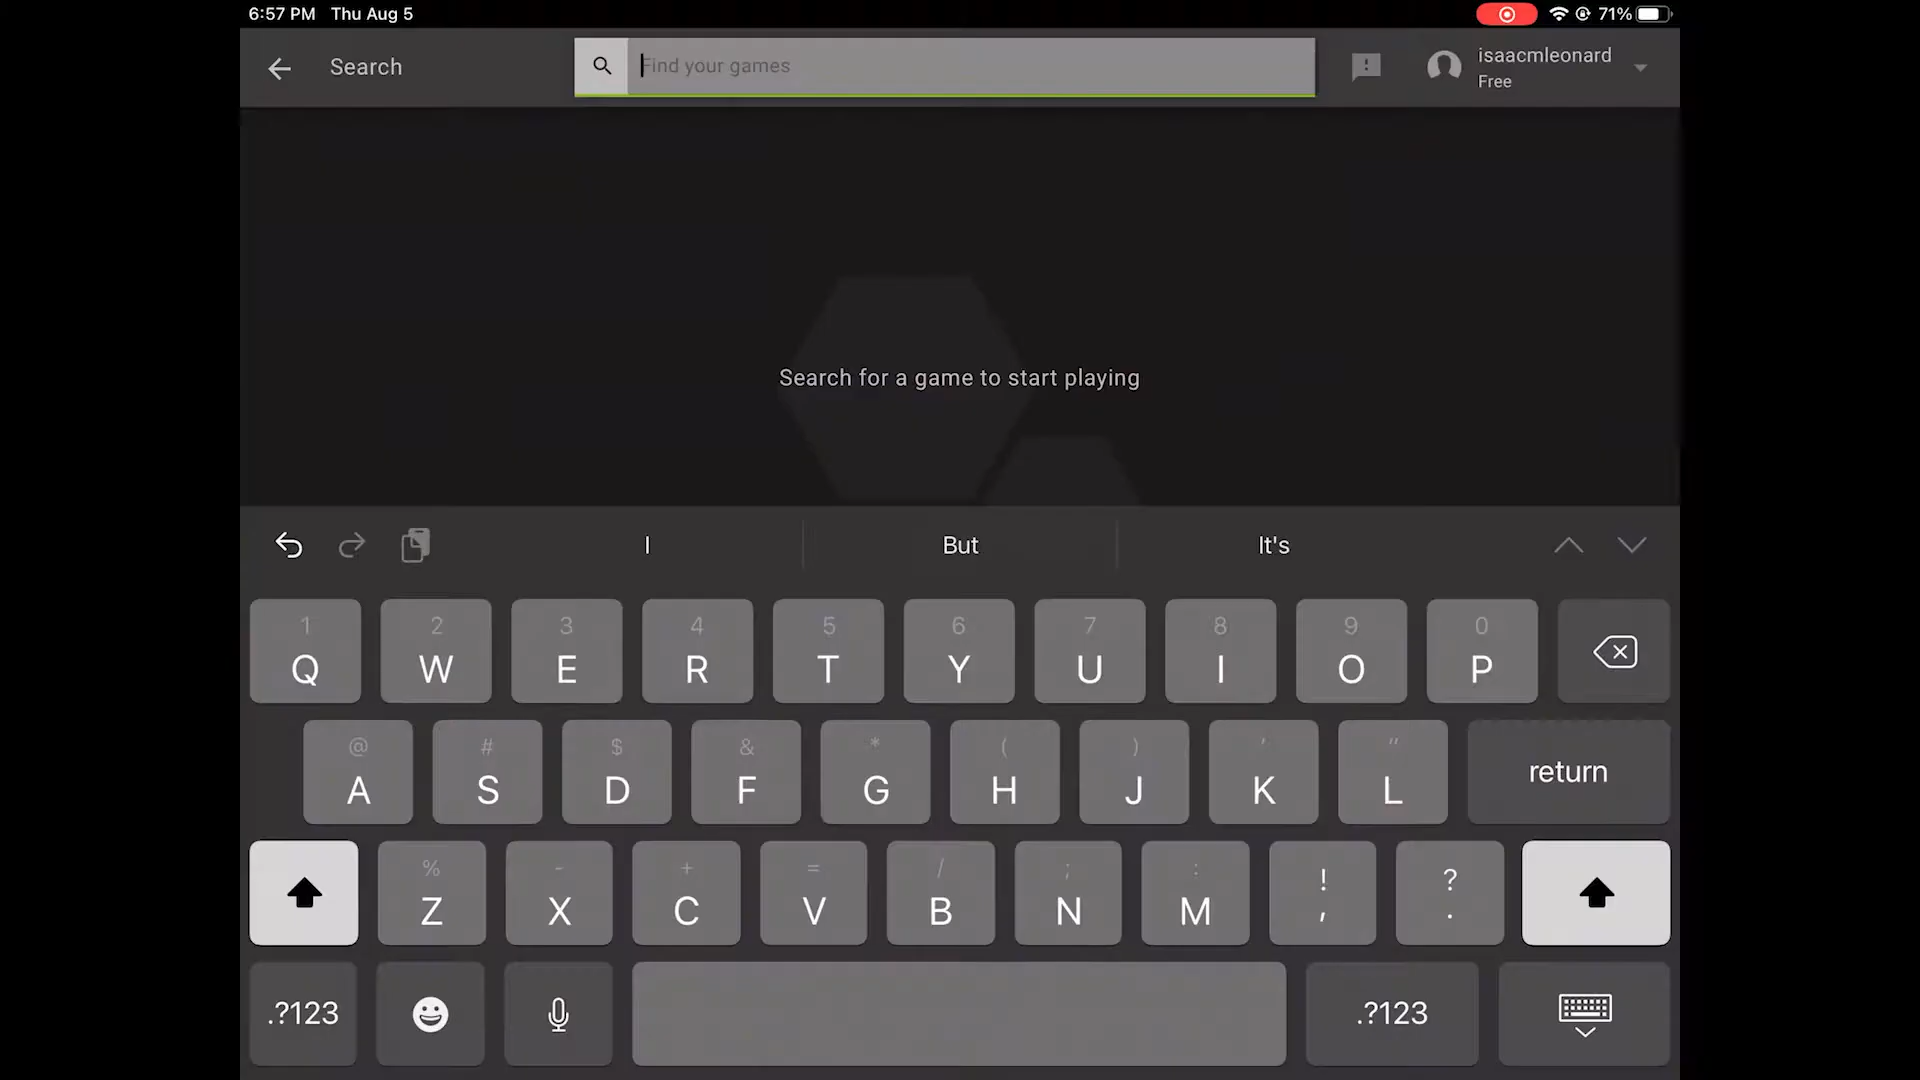 6:57 PM Thu Aug 5 71%
Search Find your games isaacmleonard
Free
Search for a game to start playing
I But It's
1 2 3 4 5 6 7 8 9 0
Q W E R T Y U I O P
@ # $ & * ( ) ' "
A S D F G H J K L return
% - + = / ; : ! ?
Z X C V B N M , .
.?123 .?123